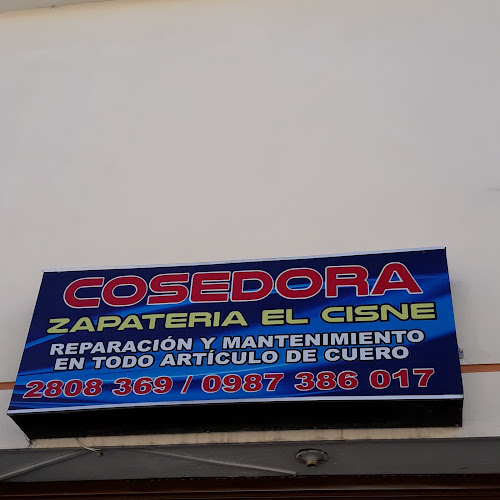 COSEDORA
ZAPATERIA EL CISNE
REPARACIÓN Y MANTENIMIENTO
EN TODO ARTÍCULO DE CUERO
2808 369 / 0987 386 017